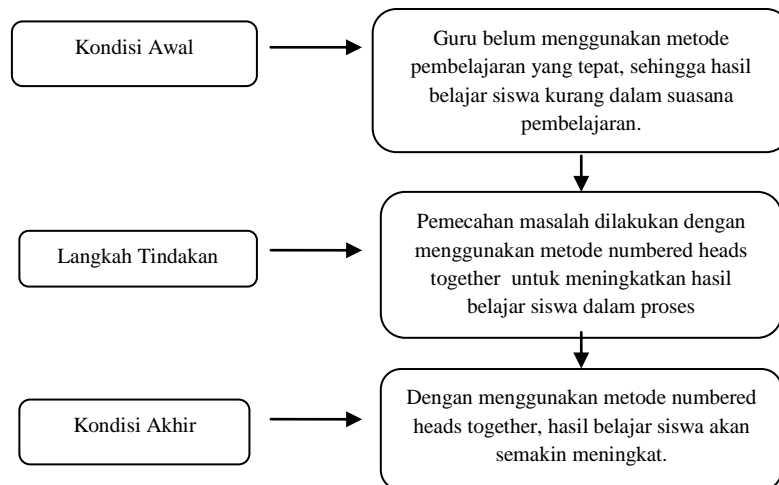 Kondisi Awal
Guru belum menggunakan metode
pembelajaran yang tepat, sehingga hasil
belajar siswa kurang dalam suasana
pembelajaran.
Langkah Tindakan
Pemecahan masalah dilakukan dengan
menggunakan metode numbered heads
together untuk meningkatkan hasil
belajar siswa dalam proses
Kondisi Akhir
Dengan menggunakan metode numbered
heads together, hasil belajar siswa akan
semakin meningkat.